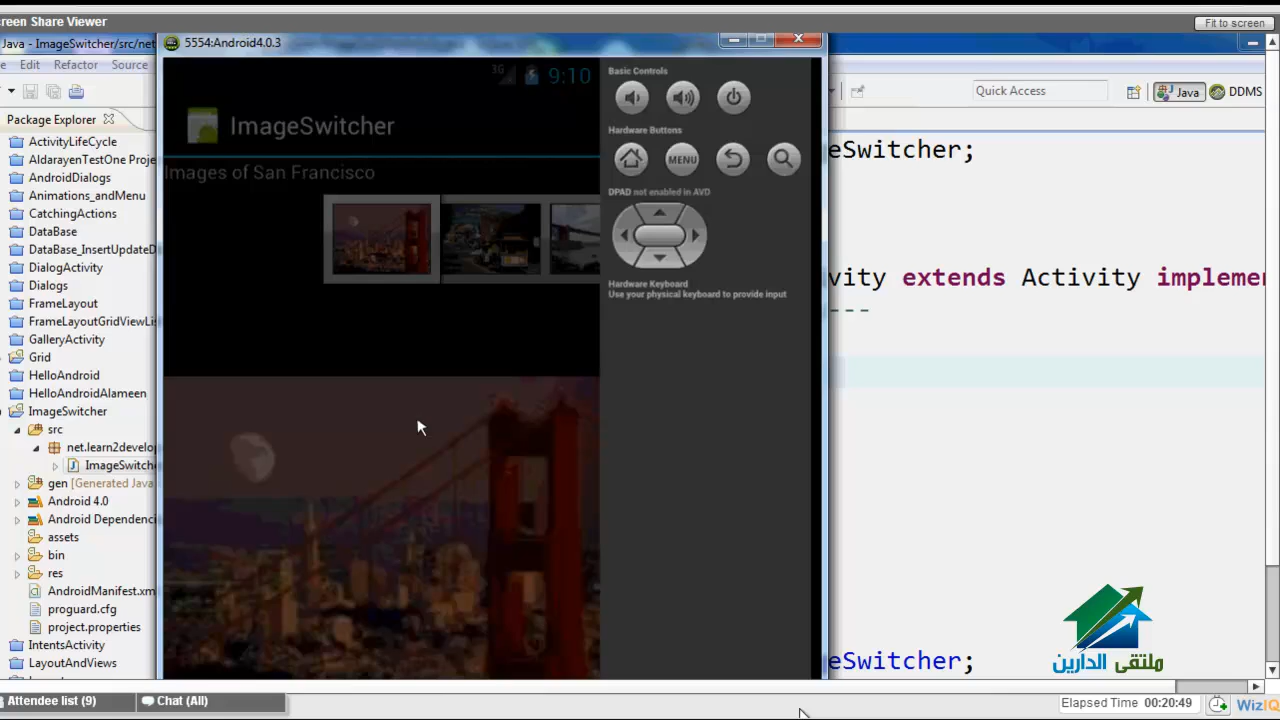 creen Share Viewer
Fit to screen
Java - ImageSwitcher/src/net
5554:Android4.0.3
Edit Refactor Source
Quick Access
Java
DDMS
Package Explorer
ActivityLifeCycle
AldarayenTestOne Proje
AndroidDialogs
Animations_andMenu
CatchingActions
DataBase
DataBase_InsertUpdateD
DialogActivity
Dialogs
FrameLayout
FrameLayoutGridViewLis
GalleryActivity
Grid
HelloAndroid
HelloAndroidAlameen
ImageSwitcher
src
net.learn2develop
ImageSwitche
gen [Generated Java
Android 4.0
Android Dependenci
assets
bin
res
AndroidManifest.xm
proguard.cfg
project.properties
IntentsActivity
LayoutAndViews
3G
9:10
ImageSwitcher
Images of San Francisco
Basic Controls
Hardware Buttons
MENU
DPAD not enabled in AVD
Hardware Keyboard
Use your physical keyboard to provide input
eSwitcher;
vity extends Activity implemen
---
eSwitcher;
ملتقى الدارين
Attendee list (9)
Chat (All)
Elapsed Time 00:20:49
WizIQ